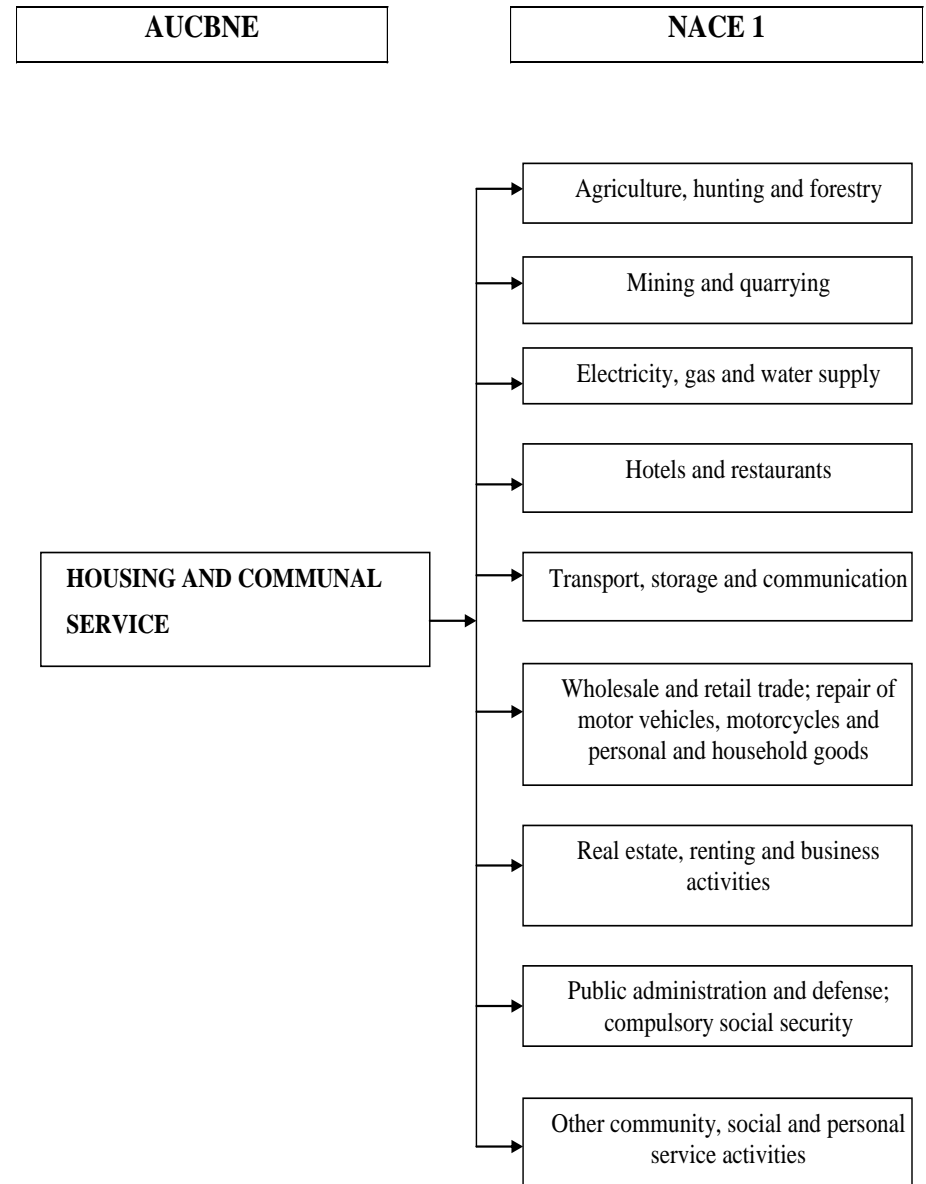 AUCBNE
NACE 1
Agriculture, hunting and forestry
Mining and quarrying
Electricity, gas and water supply
Hotels and restaurants
HOUSING AND COMMUNAL
SERVICE
Transport, storage and communication
Wholesale and retail trade; repair of
motor vehicles, motorcycles and
personal and household goods
Real estate, renting and business
activities
Public administration and defense;
compulsory social security
Other community, social and personal
service activities